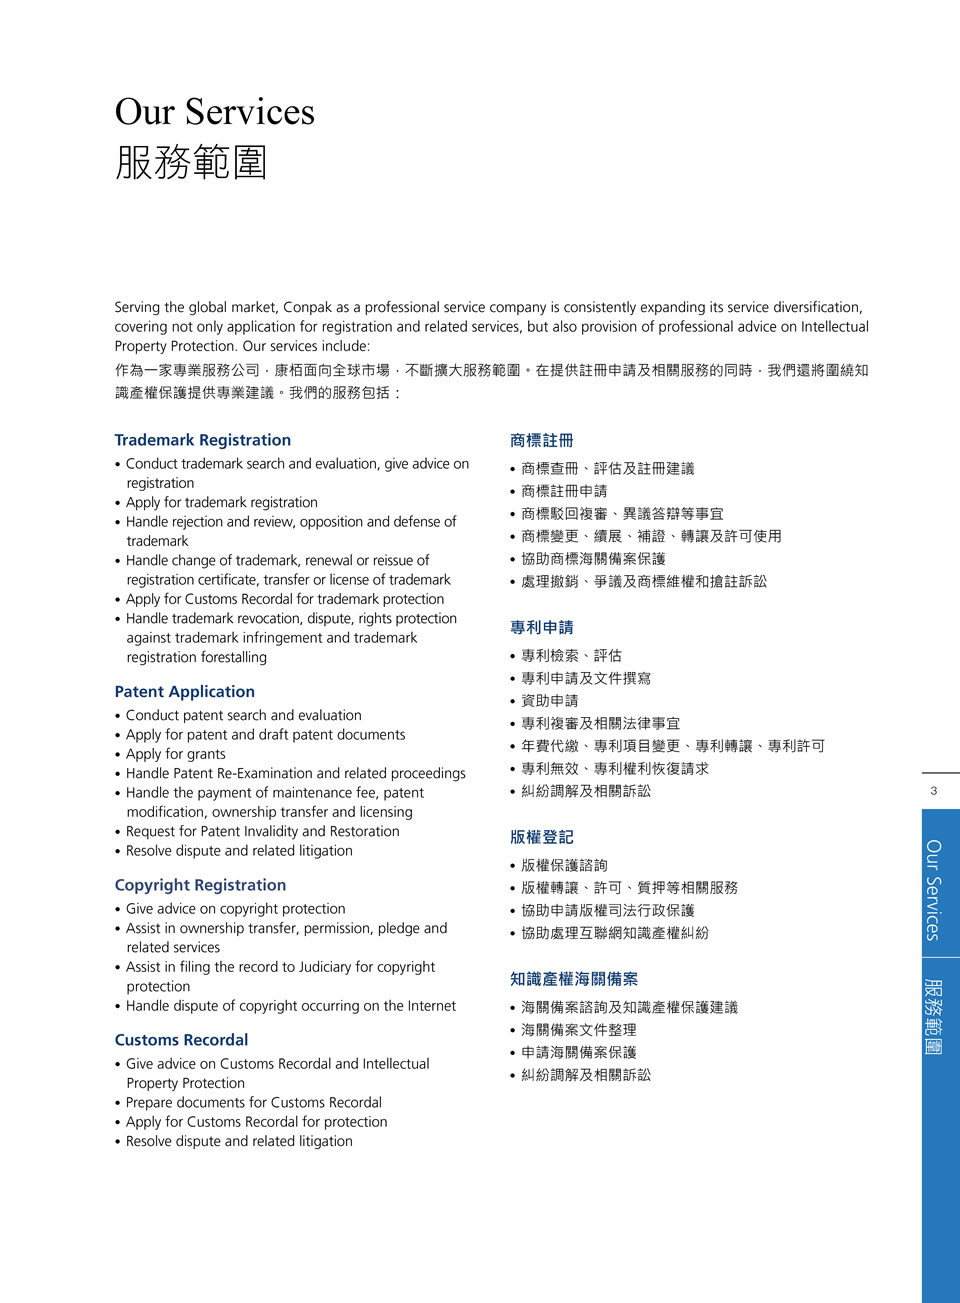 Our Services
服務範圍
Serving the global market, Conpak as a professional service company is consistently expanding its service diversification,
covering not only application for registration and related services, but also provision of professional advice on Intellectual
Property Protection. Our services include:
作為一家專業服務公司，康栢面向全球市場，不斷擴大服務範圍。在提供註冊申請及相關服務的同時，我們還將圍繞知
識產權保護提供專業建議。我們的服務包括：
Trademark Registration
• Conduct trademark search and evaluation, give advice on
registration
• Apply for trademark registration
• Handle rejection and review, opposition and defense of
trademark
• Handle change of trademark, renewal or reissue of
registration certificate, transfer or license of trademark
• Apply for Customs Recordal for trademark protection
• Handle trademark revocation, dispute, rights protection
against trademark infringement and trademark
registration forestalling
Patent Application
• Conduct patent search and evaluation
• Apply for patent and draft patent documents
• Apply for grants
• Handle Patent Re-Examination and related proceedings
• Handle the payment of maintenance fee, patent
modification, ownership transfer and licensing
• Request for Patent Invalidity and Restoration
• Resolve dispute and related litigation
Copyright Registration
• Give advice on copyright protection
• Assist in ownership transfer, permission, pledge and
related services
• Assist in filing the record to Judiciary for copyright
protection
• Handle dispute of copyright occurring on the Internet
Customs Recordal
• Give advice on Customs Recordal and Intellectual
Property Protection
• Prepare documents for Customs Recordal
• Apply for Customs Recordal for protection
• Resolve dispute and related litigation
商標註冊
• 商標查冊、評估及註冊建議
• 商標註冊申請
• 商標駁回複審、異議答辯等事宜
• 商標變更、續展、補證、轉讓及許可使用
• 協助商標海關備案保護
• 處理撤銷、爭議及商標維權和搶註訴訟
專利申請
• 專利檢索、評估
• 專利申請及文件撰寫
• 資助申請
• 專利複審及相關法律事宜
• 年費代繳、專利項目變更、專利轉讓、專利許可
• 專利無效、專利權利恢復請求
• 糾紛調解及相關訴訟
版權登記
• 版權保護諮詢
• 版權轉讓、許可、質押等相關服務
• 協助申請版權司法行政保護
• 協助處理互聯網知識產權糾紛
知識產權海關備案
• 海關備案諮詢及知識產權保護建議
• 海關備案文件整理
• 申請海關備案保護
• 糾紛調解及相關訴訟
3
Our Services
服務範圍